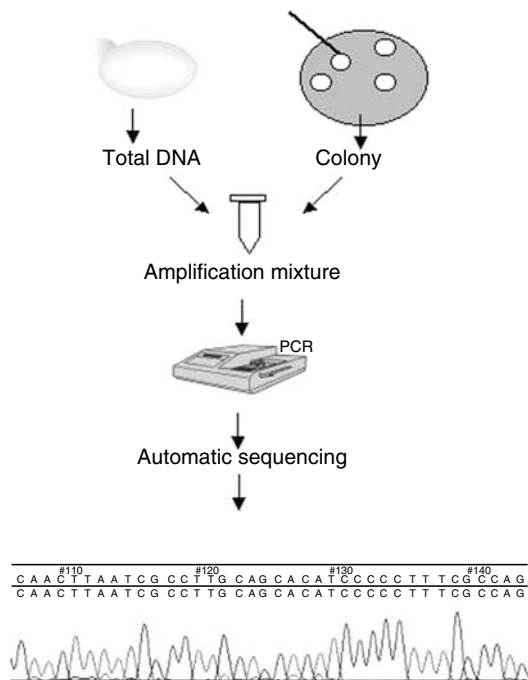 Total DNA
Colony
Amplification mixture
PCR
Automatic sequencing
#110 #120 #130 #140
C A A C T T A A T C G C C T T G C A G C A C A T C C C C C T T T C G C C A G
C A A C T T A A T C G C C T T G C A G C A C A T C C C C C T T T C G C C A G